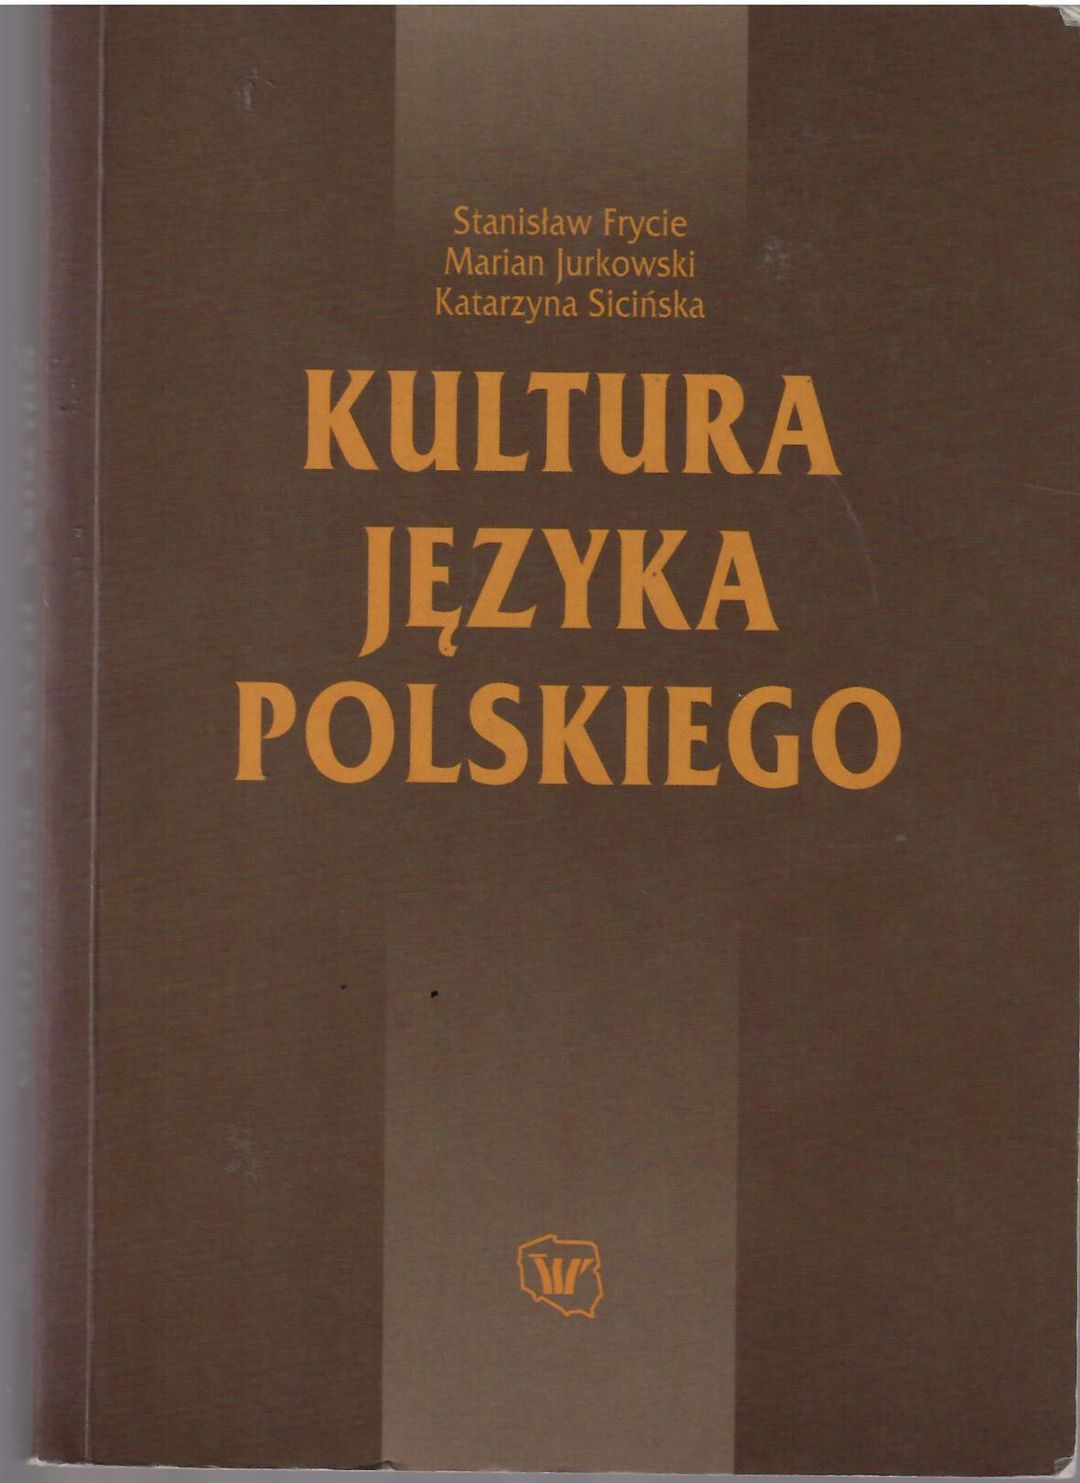 Stanisław Frycie
Marian Jurkowski
Katarzyna Sicińska
KULTURA
JĘZYKA
POLSKIEGO
W